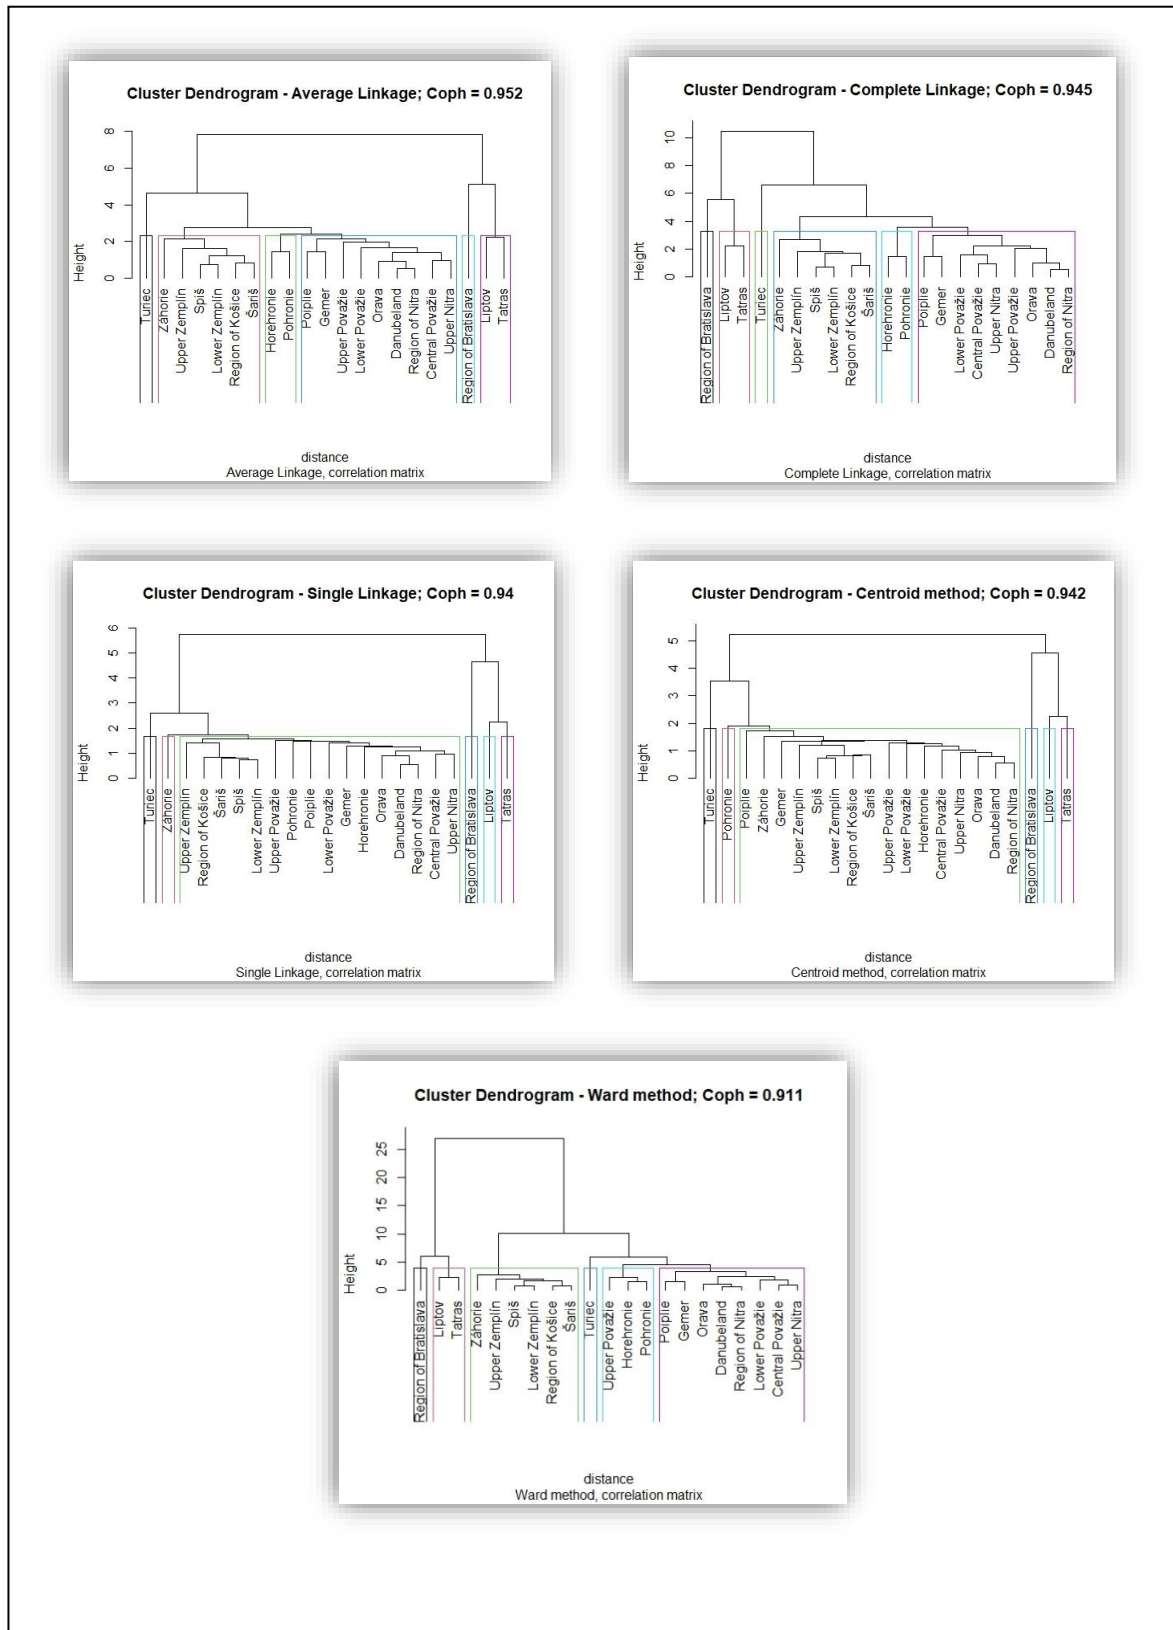 Cluster Dendrogram - Average Linkage; Coph = 0.952
8
6
4
2
0
Height
Turiec
Záhorie
Upper Zemplín
Spiš
Lower Zemplín
Region of Košice
Šariš
Horehronie
Pohronie
Poiplie
Gemer
Upper Považie
Lower Považie
Orava
Danubeland
Region of Nitra
Central Považie
Upper Nitra
Region of Bratislava
Liptov
Tatras
distance
Average Linkage, correlation matrix
Cluster Dendrogram - Complete Linkage; Coph = 0.945
10
8
6
4
2
0
Height
Region of Bratislava
Liptov
Tatras
Turiec
Záhorie
Upper Zemplín
Spiš
Lower Zemplín
Region of Košice
Šariš
Horehronie
Pohronie
Poiplie
Gemer
Lower Považie
Central Považie
Upper Nitra
Upper Považie
Orava
Danubeland
Region of Nitra
distance
Complete Linkage, correlation matrix
Cluster Dendrogram - Single Linkage; Coph = 0.94
6
5
4
3
2
1
0
Height
Turiec
Záhorie
Upper Zemplín
Region of Košice
Šariš
Spiš
Lower Zemplín
Upper Považie
Pohronie
Poiplie
Lower Považie
Gemer
Horehronie
Orava
Danubeland
Region of Nitra
Central Považie
Upper Nitra
Region of Bratislava
Liptov
Tatras
distance
Single Linkage, correlation matrix
Cluster Dendrogram - Centroid method; Coph = 0.942
5
4
3
2
1
0
Height
Turiec
Pohronie
Poiplie
Záhorie
Gemer
Upper Zemplín
Spiš
Lower Zemplín
Region of Košice
Šariš
Upper Považie
Lower Považie
Horehronie
Central Považie
Upper Nitra
Orava
Danubeland
Region of Nitra
Region of Bratislava
Liptov
Tatras
distance
Centroid method, correlation matrix
Cluster Dendrogram - Ward method; Coph = 0.911
25
20
15
10
5
0
Height
Region of Bratislava
Liptov
Tatras
Záhorie
Upper Zemplín
Spiš
Lower Zemplín
Region of Košice
Šariš
Turiec
Upper Považie
Horehronie
Pohronie
Poiplie
Gemer
Orava
Danubeland
Region of Nitra
Lower Považie
Central Považie
Upper Nitra
distance
Ward method, correlation matrix